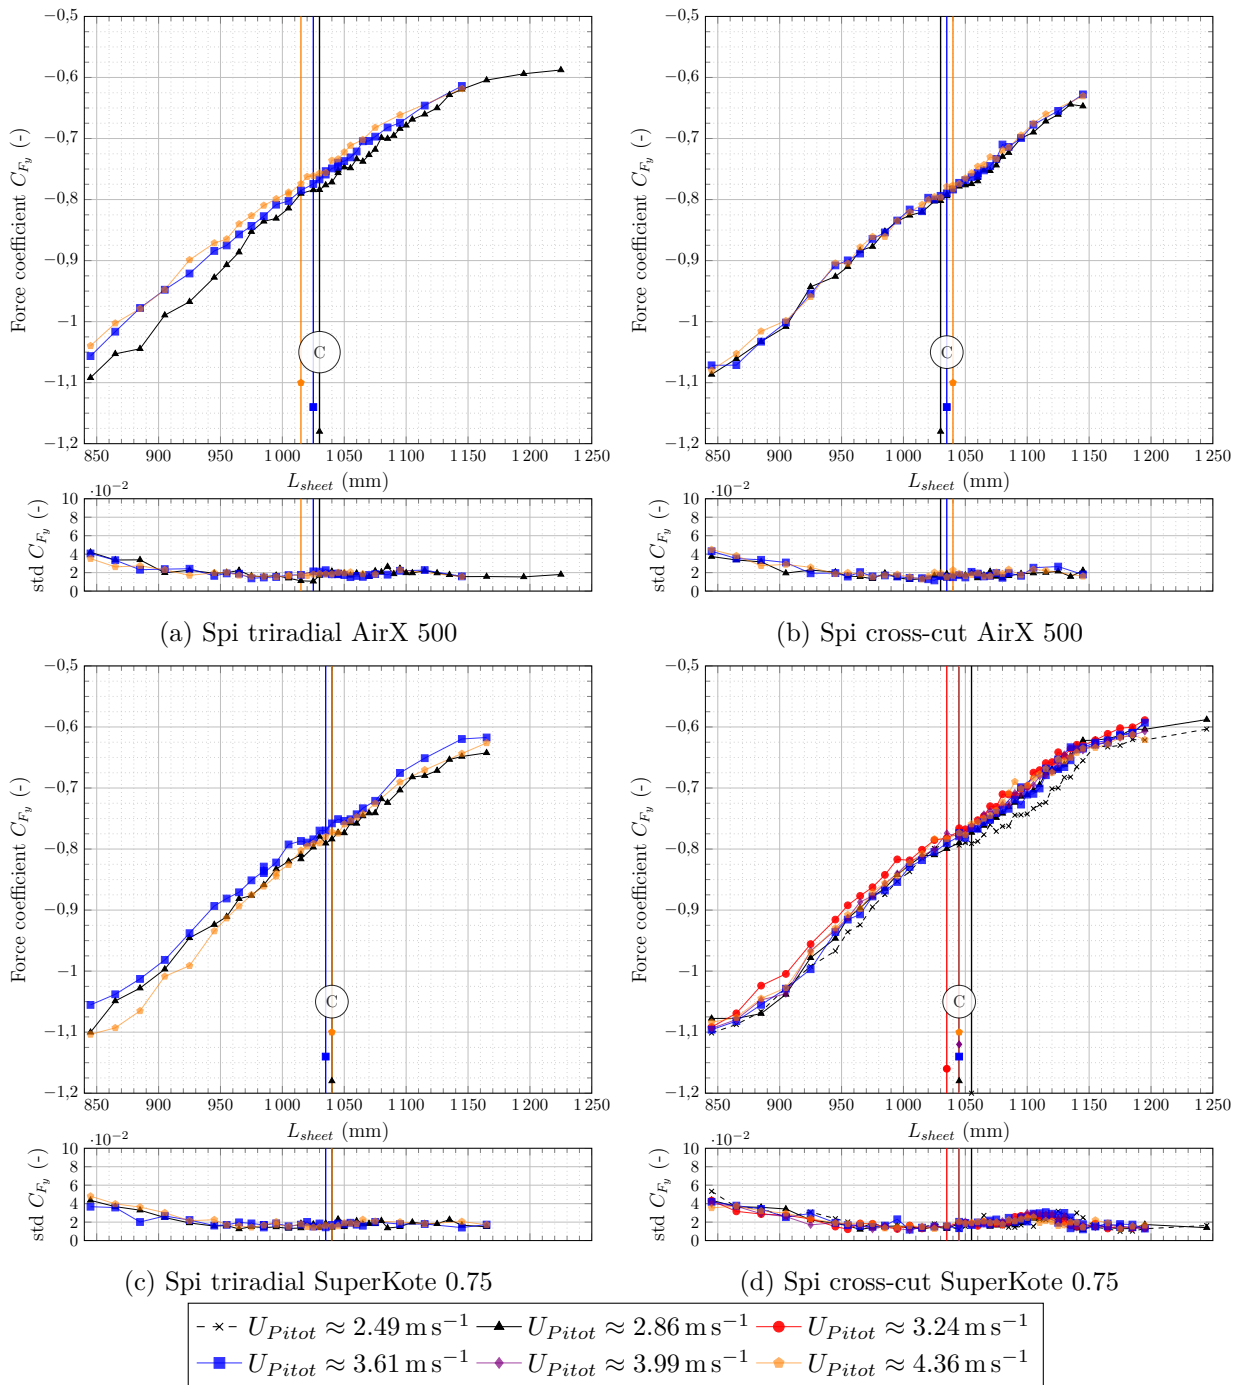 −0,5
−0,6
−0,7
−0,8
−0,9
−1
−1,1
−1,2
Force coefficient C_{F_y} (-)
C
850 900 950 1 000 1 050 1 100 1 150 1 200 1 250
L_{sheet} (mm)
·10^{−2}
10
8
6
4
2
0
std C_{F_y} (-)
(a) Spi triradial AirX 500
−0,5
−0,6
−0,7
−0,8
−0,9
−1
−1,1
−1,2
Force coefficient C_{F_y} (-)
C
850 900 950 1 000 1 050 1 100 1 150 1 200 1 250
L_{sheet} (mm)
·10^{−2}
10
8
6
4
2
0
std C_{F_y} (-)
(b) Spi cross-cut AirX 500
−0,5
−0,6
−0,7
−0,8
−0,9
−1
−1,1
−1,2
Force coefficient C_{F_y} (-)
C
850 900 950 1 000 1 050 1 100 1 150 1 200 1 250
L_{sheet} (mm)
·10^{−2}
10
8
6
4
2
0
std C_{F_y} (-)
(c) Spi triradial SuperKote 0.75
−0,5
−0,6
−0,7
−0,8
−0,9
−1
−1,1
−1,2
Force coefficient C_{F_y} (-)
C
850 900 950 1 000 1 050 1 100 1 150 1 200 1 250
L_{sheet} (mm)
·10^{−2}
10
8
6
4
2
0
std C_{F_y} (-)
(d) Spi cross-cut SuperKote 0.75
U_{Pitot} ≈ 2.49 m s^{−1} U_{Pitot} ≈ 2.86 m s^{−1} U_{Pitot} ≈ 3.24 m s^{−1}
U_{Pitot} ≈ 3.61 m s^{−1} U_{Pitot} ≈ 3.99 m s^{−1} U_{Pitot} ≈ 4.36 m s^{−1}